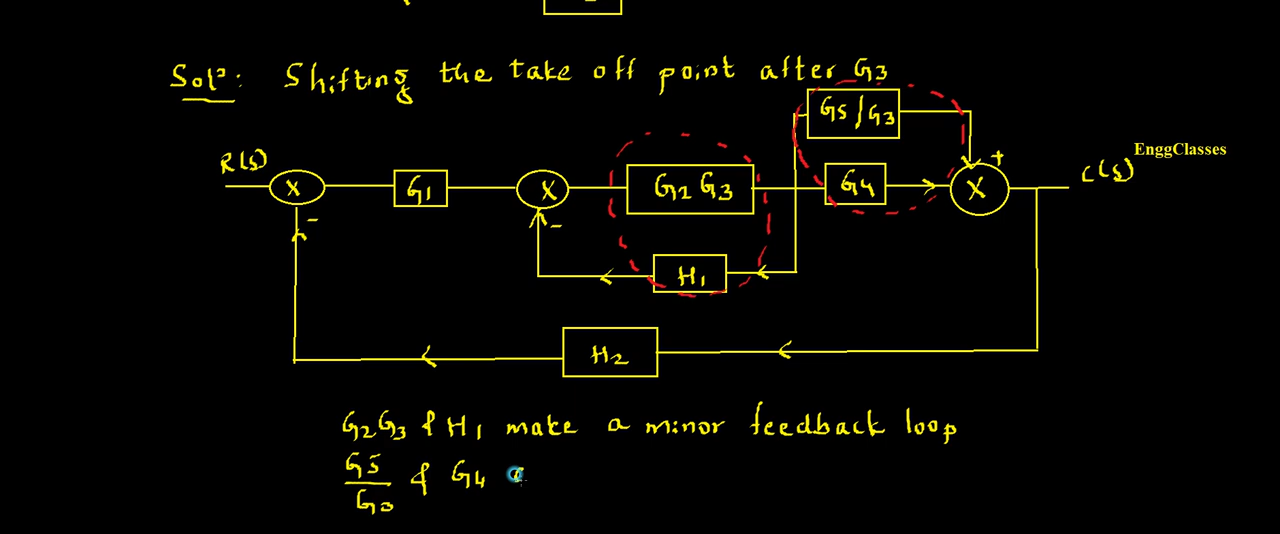 Solⁿ: Shifting the take off point after G3
G5/G3
EnggClasses
R(s) X G1 X G2 G3 G4 X + C(s)
- -
H1
H2
G2G3 & H1 make a minor feedback loop
G5/G3 & G4